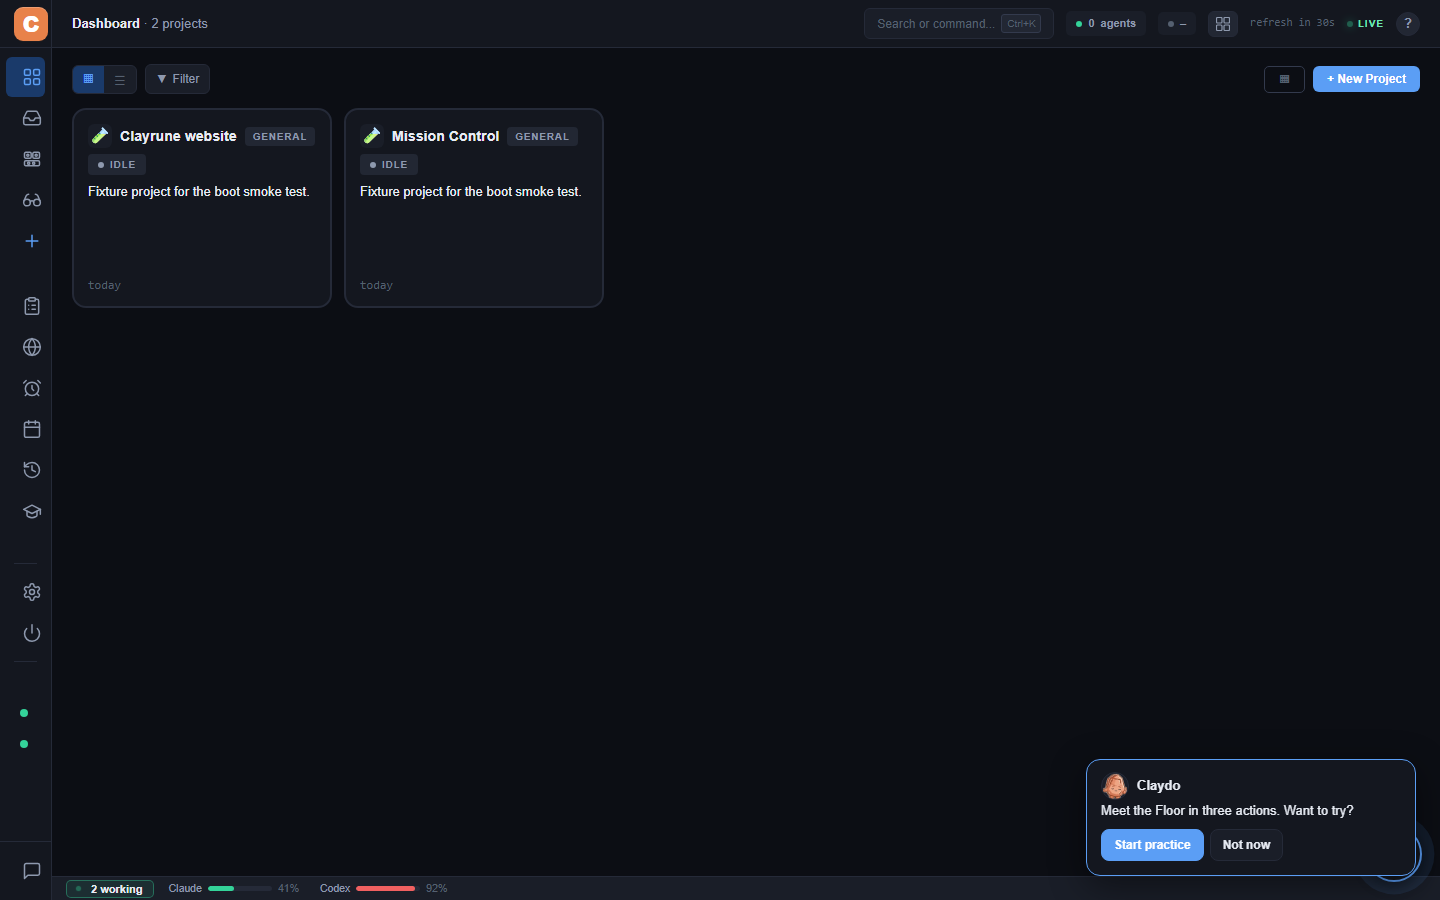 C
Dashboard · 2 projects
Search or command... Ctrl+K
0 agents
–
refresh in 30s
LIVE
?
▼ Filter
+ New Project
Clayrune website GENERAL
IDLE
Fixture project for the boot smoke test.
today
Mission Control GENERAL
IDLE
Fixture project for the boot smoke test.
today
Claydo
Meet the Floor in three actions. Want to try?
Start practice
Not now
2 working
Claude 41%
Codex 92%